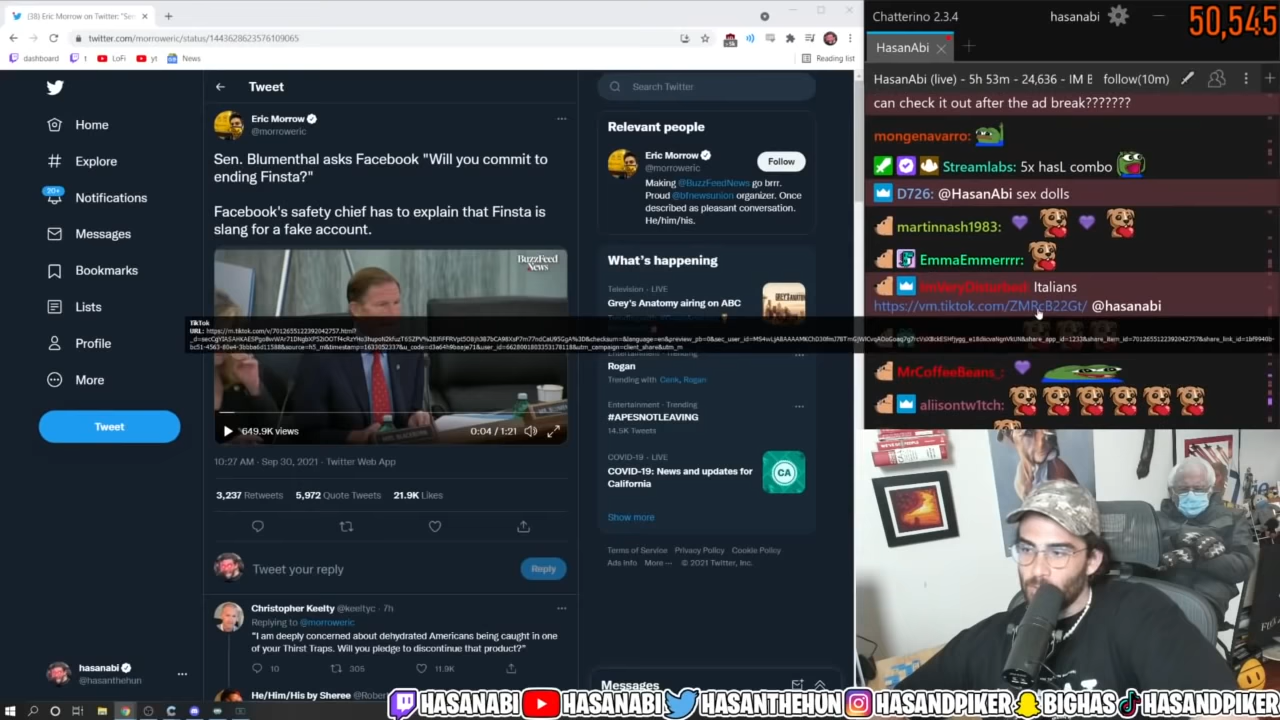 (38) Eric Morrow on Twitter: "Sen
twitter.com/morroweric/status/1443628623576109065
dashboard
1
LoFi
yt
News
Reading list
Home
Explore
20+
Notifications
Messages
Bookmarks
Lists
Profile
More
Tweet
hasanabi
@hasanthehun
Tweet
Eric Morrow
@morroweric
Sen. Blumenthal asks Facebook "Will you commit to
ending Finsta?"
Facebook's safety chief has to explain that Finsta is
slang for a fake account.
BuzzFeed
News
649.9K views
0:04 / 1:21
10:27 AM · Sep 30, 2021 · Twitter Web App
3,237 Retweets 5,972 Quote Tweets 21.9K Likes
Tweet your reply
Reply
Christopher Keelty @keeltyc · 7h
Replying to @morroweric
"I am deeply concerned about dehydrated Americans being caught in one
of your Thirst Traps. Will you pledge to discontinue that product?"
10
305
11.9K
He/Him/His by Sheree
Search Twitter
Relevant people
Eric Morrow
@morroweric
Follow
Making @BuzzFeedNews go brrr.
Proud @bfnewsunion organizer. Once
described as pleasant conversation.
He/him/his.
What's happening
Television · LIVE
Grey's Anatomy airing on ABC
TikTok
Rogan
Trending with Cenk, Rogan
Entertainment · Trending
#APESNOTLEAVING
14.5K Tweets
COVID-19 · LIVE
COVID-19: News and updates for
California
Show more
Terms of Service Privacy Policy Cookie Policy
Ads Info More ··· © 2021 Twitter, Inc.
Messages
Chatterino 2.3.4
hasanabi
50,545
HasanAbi
HasanAbi (live) - 5h 53m - 24,636 - IM E
follow(10m)
can check it out after the ad break???????
mongenavarro:
Streamlabs: 5x hasL combo
D726: @HasanAbi sex dolls
martinnash1983:
EmmaEmmerrrr:
ImVeryDisturbed: Italians
https://vm.tiktok.com/ZMRcB22Gt/ @hasanabi
MrCoffeeBeans_:
aliisontw1tch:
HASANABI HASANABI HASANTHEHUN HASANDPIKER BIGHAS HASANDPIKER